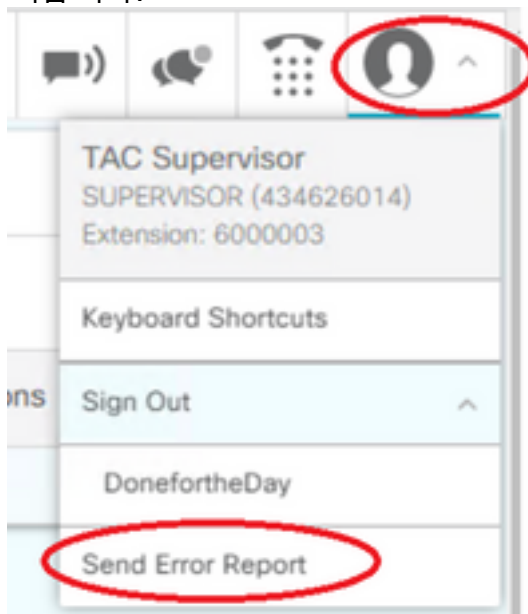 TAC Supervisor
SUPERVISOR (434626014)
Extension: 6000003
Keyboard Shortcuts
ons Sign Out
DonefortheDay
Send Error Report